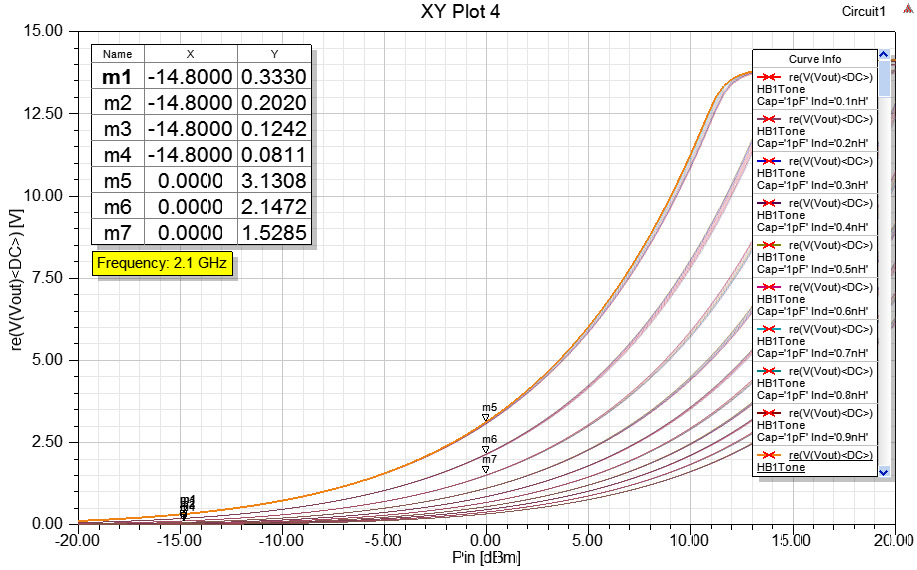 XY Plot 4
Circuit1
15.00
12.50
10.00
7.50
5.00
2.50
0.00
re(V(Vout)<DC>) [V]
Name X Y
m1 -14.8000 0.3330
m2 -14.8000 0.2020
m3 -14.8000 0.1242
m4 -14.8000 0.0811
m5 0.0000 3.1308
m6 0.0000 2.1472
m7 0.0000 1.5285
Frequency: 2.1 GHz
Curve Info
re(V(Vout)<DC>)
HB1Tone
Cap='1pF' Ind='0.1nH'
re(V(Vout)<DC>)
HB1Tone
Cap='1pF' Ind='0.2nH'
re(V(Vout)<DC>)
HB1Tone
Cap='1pF' Ind='0.3nH'
re(V(Vout)<DC>)
HB1Tone
Cap='1pF' Ind='0.4nH'
re(V(Vout)<DC>)
HB1Tone
Cap='1pF' Ind='0.5nH'
re(V(Vout)<DC>)
HB1Tone
Cap='1pF' Ind='0.6nH'
re(V(Vout)<DC>)
HB1Tone
Cap='1pF' Ind='0.7nH'
re(V(Vout)<DC>)
HB1Tone
Cap='1pF' Ind='0.8nH'
re(V(Vout)<DC>)
HB1Tone
Cap='1pF' Ind='0.9nH'
re(V(Vout)<DC>)
HB1Tone
m5
m6
m7
m1
-20.00 -15.00 -10.00 -5.00 0.00 5.00 10.00 15.00 20.00
Pin [dBm]